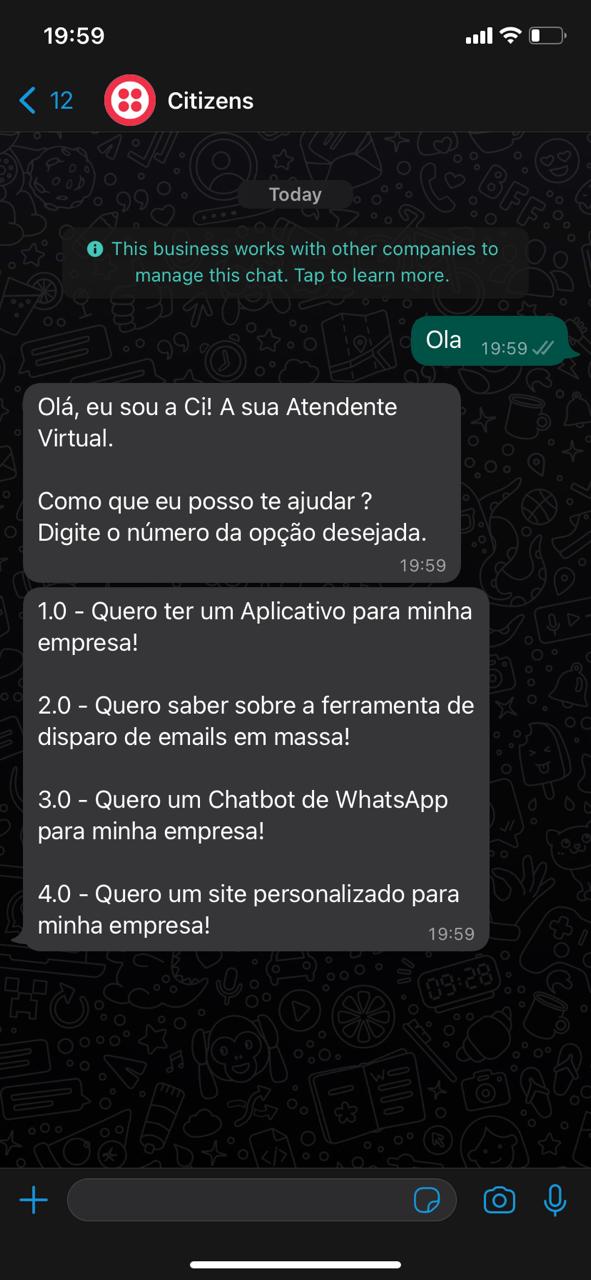 19:59
12
Citizens
Today
This business works with other companies to
manage this chat. Tap to learn more.
Ola
19:59
Olá, eu sou a Ci! A sua Atendente
Virtual.
Como que eu posso te ajudar ?
Digite o número da opção desejada.
19:59
1.0 - Quero ter um Aplicativo para minha
empresa!
2.0 - Quero saber sobre a ferramenta de
disparo de emails em massa!
3.0 - Quero um Chatbot de WhatsApp
para minha empresa!
4.0 - Quero um site personalizado para
minha empresa!
19:59
BFF
09:28
W